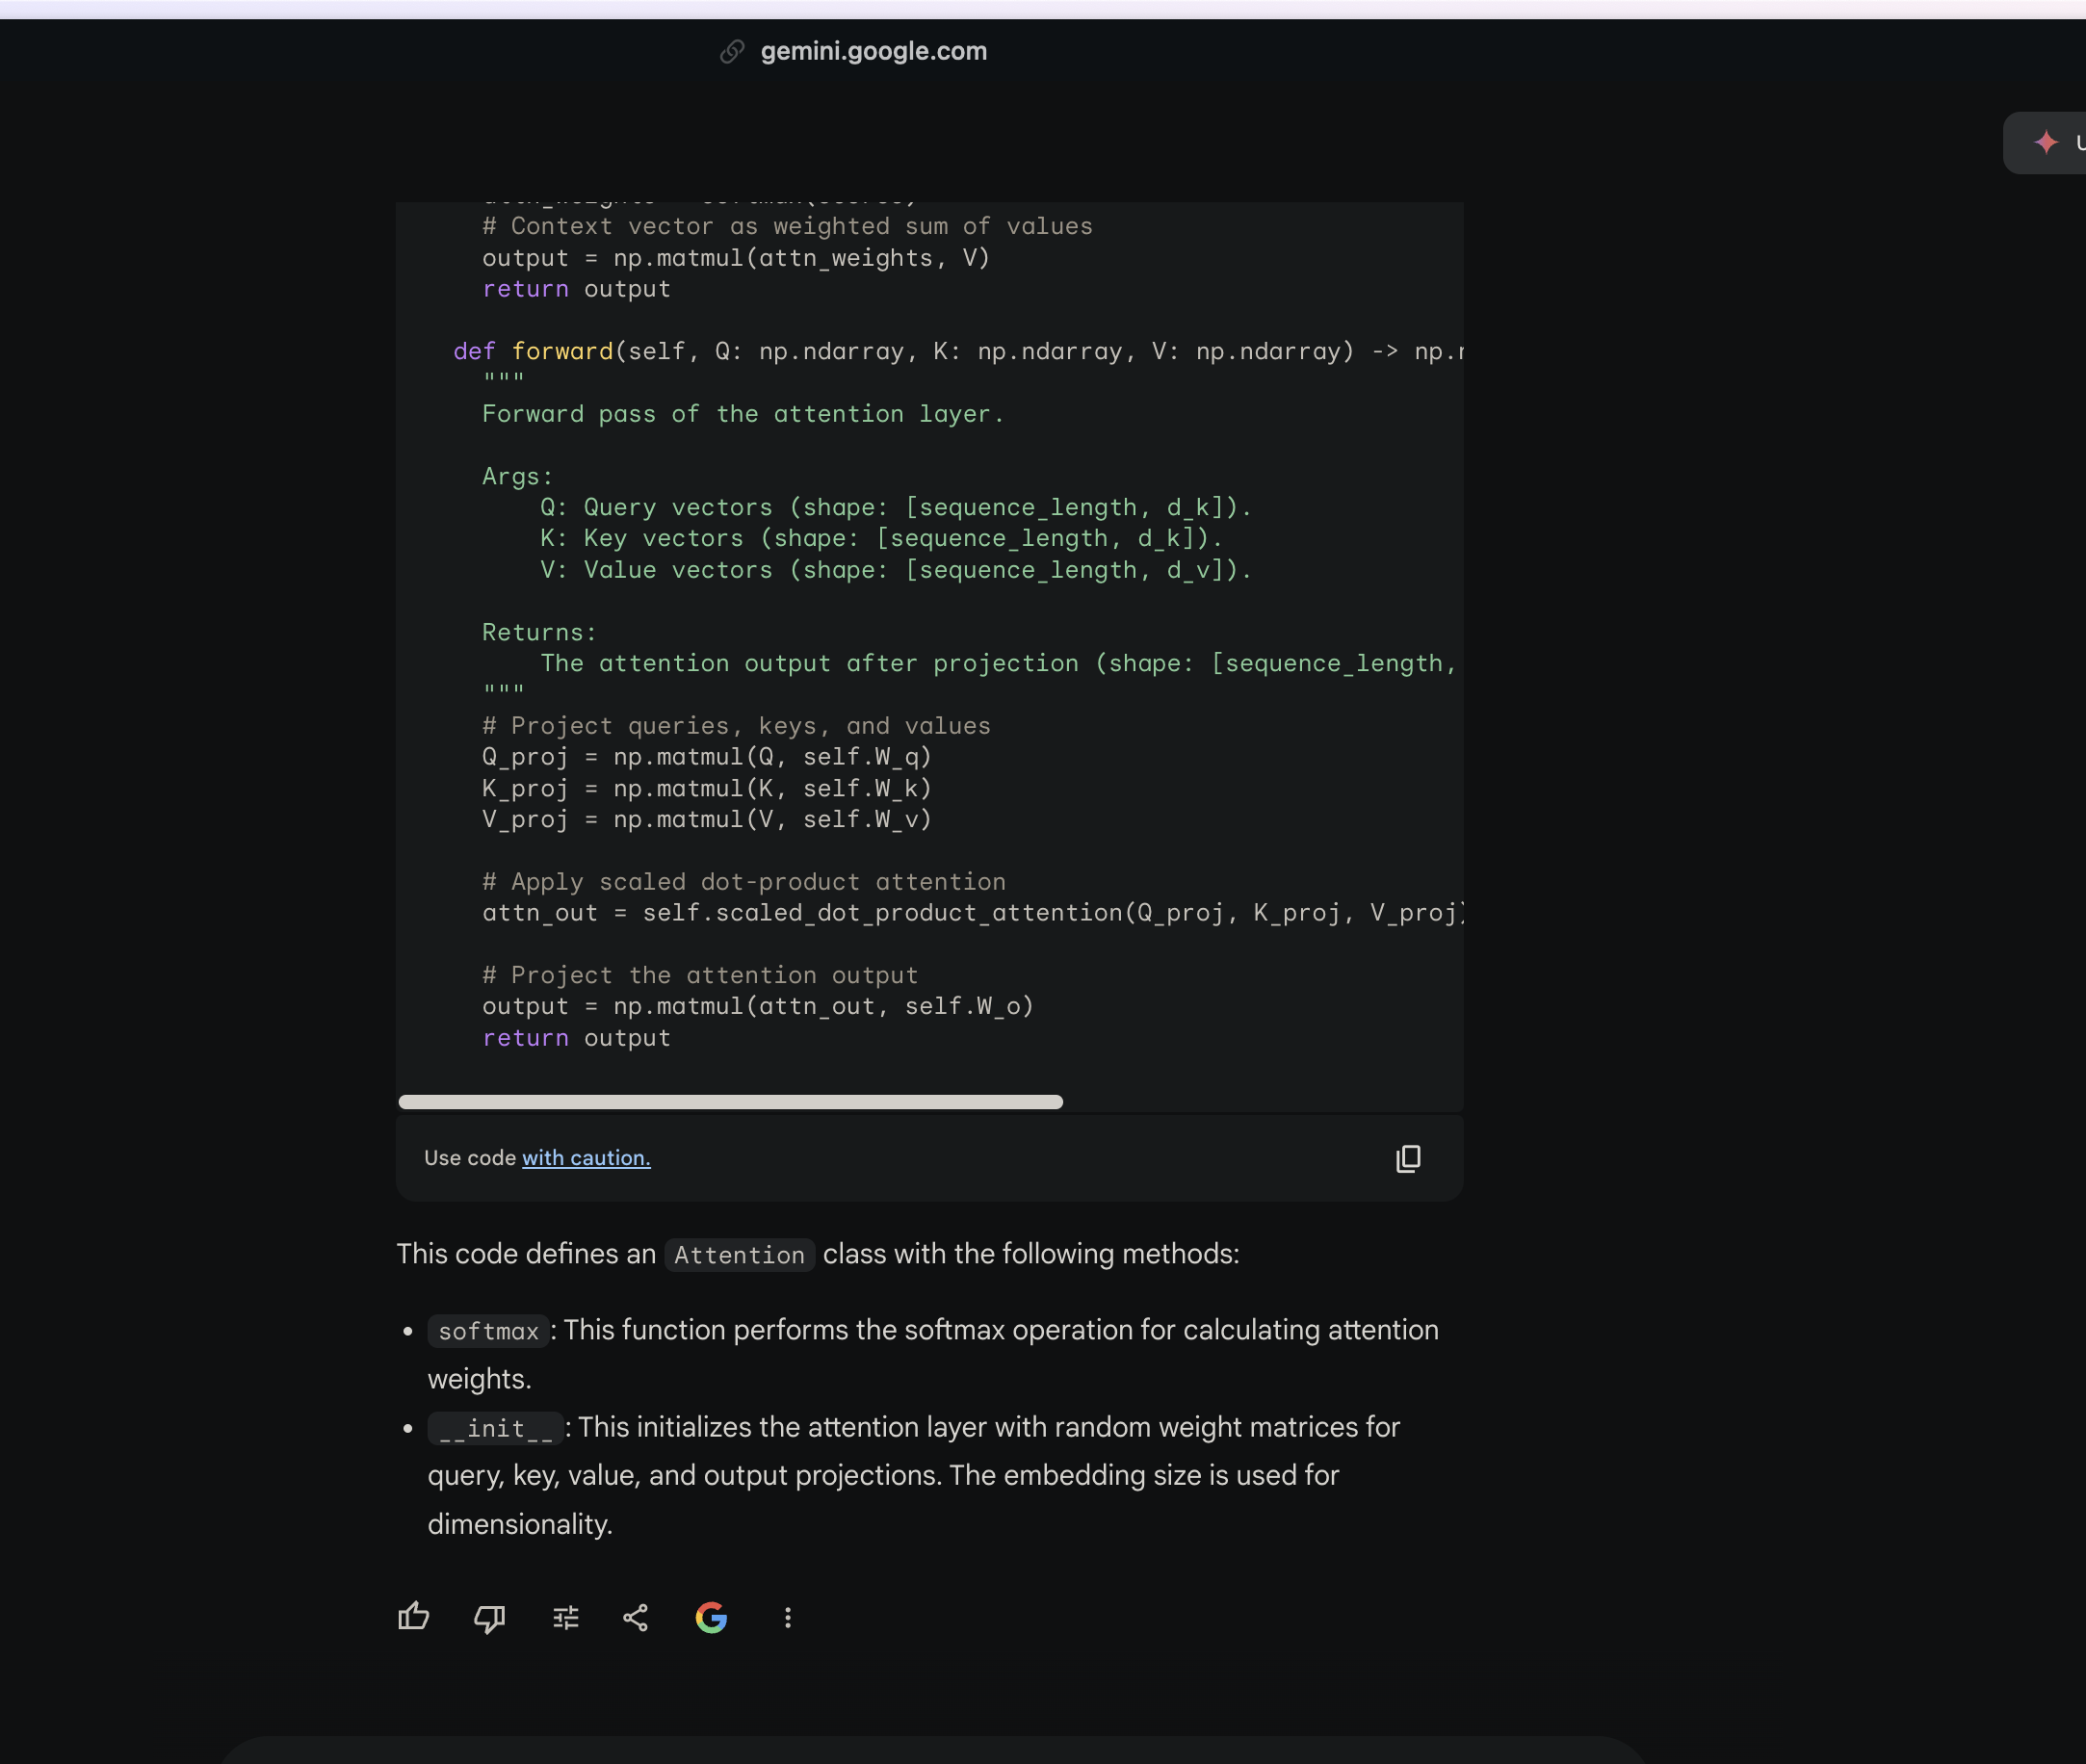 gemini.google.com
# Context vector as weighted sum of values
output = np.matmul(attn_weights, V)
return output
def forward(self, Q: np.ndarray, K: np.ndarray, V: np.ndarray) -> np.
"""
Forward pass of the attention layer.
Args:
Q: Query vectors (shape: [sequence_length, d_k]).
K: Key vectors (shape: [sequence_length, d_k]).
V: Value vectors (shape: [sequence_length, d_v]).
Returns:
The attention output after projection (shape: [sequence_length,
"""
# Project queries, keys, and values
Q_proj = np.matmul(Q, self.W_q)
K_proj = np.matmul(K, self.W_k)
V_proj = np.matmul(V, self.W_v)
# Apply scaled dot-product attention
attn_out = self.scaled_dot_product_attention(Q_proj, K_proj, V_proj)
# Project the attention output
output = np.matmul(attn_out, self.W_o)
return output
Use code with caution.
This code defines an Attention class with the following methods:
• softmax: This function performs the softmax operation for calculating attention
weights.
• __init__: This initializes the attention layer with random weight matrices for
query, key, value, and output projections. The embedding size is used for
dimensionality.